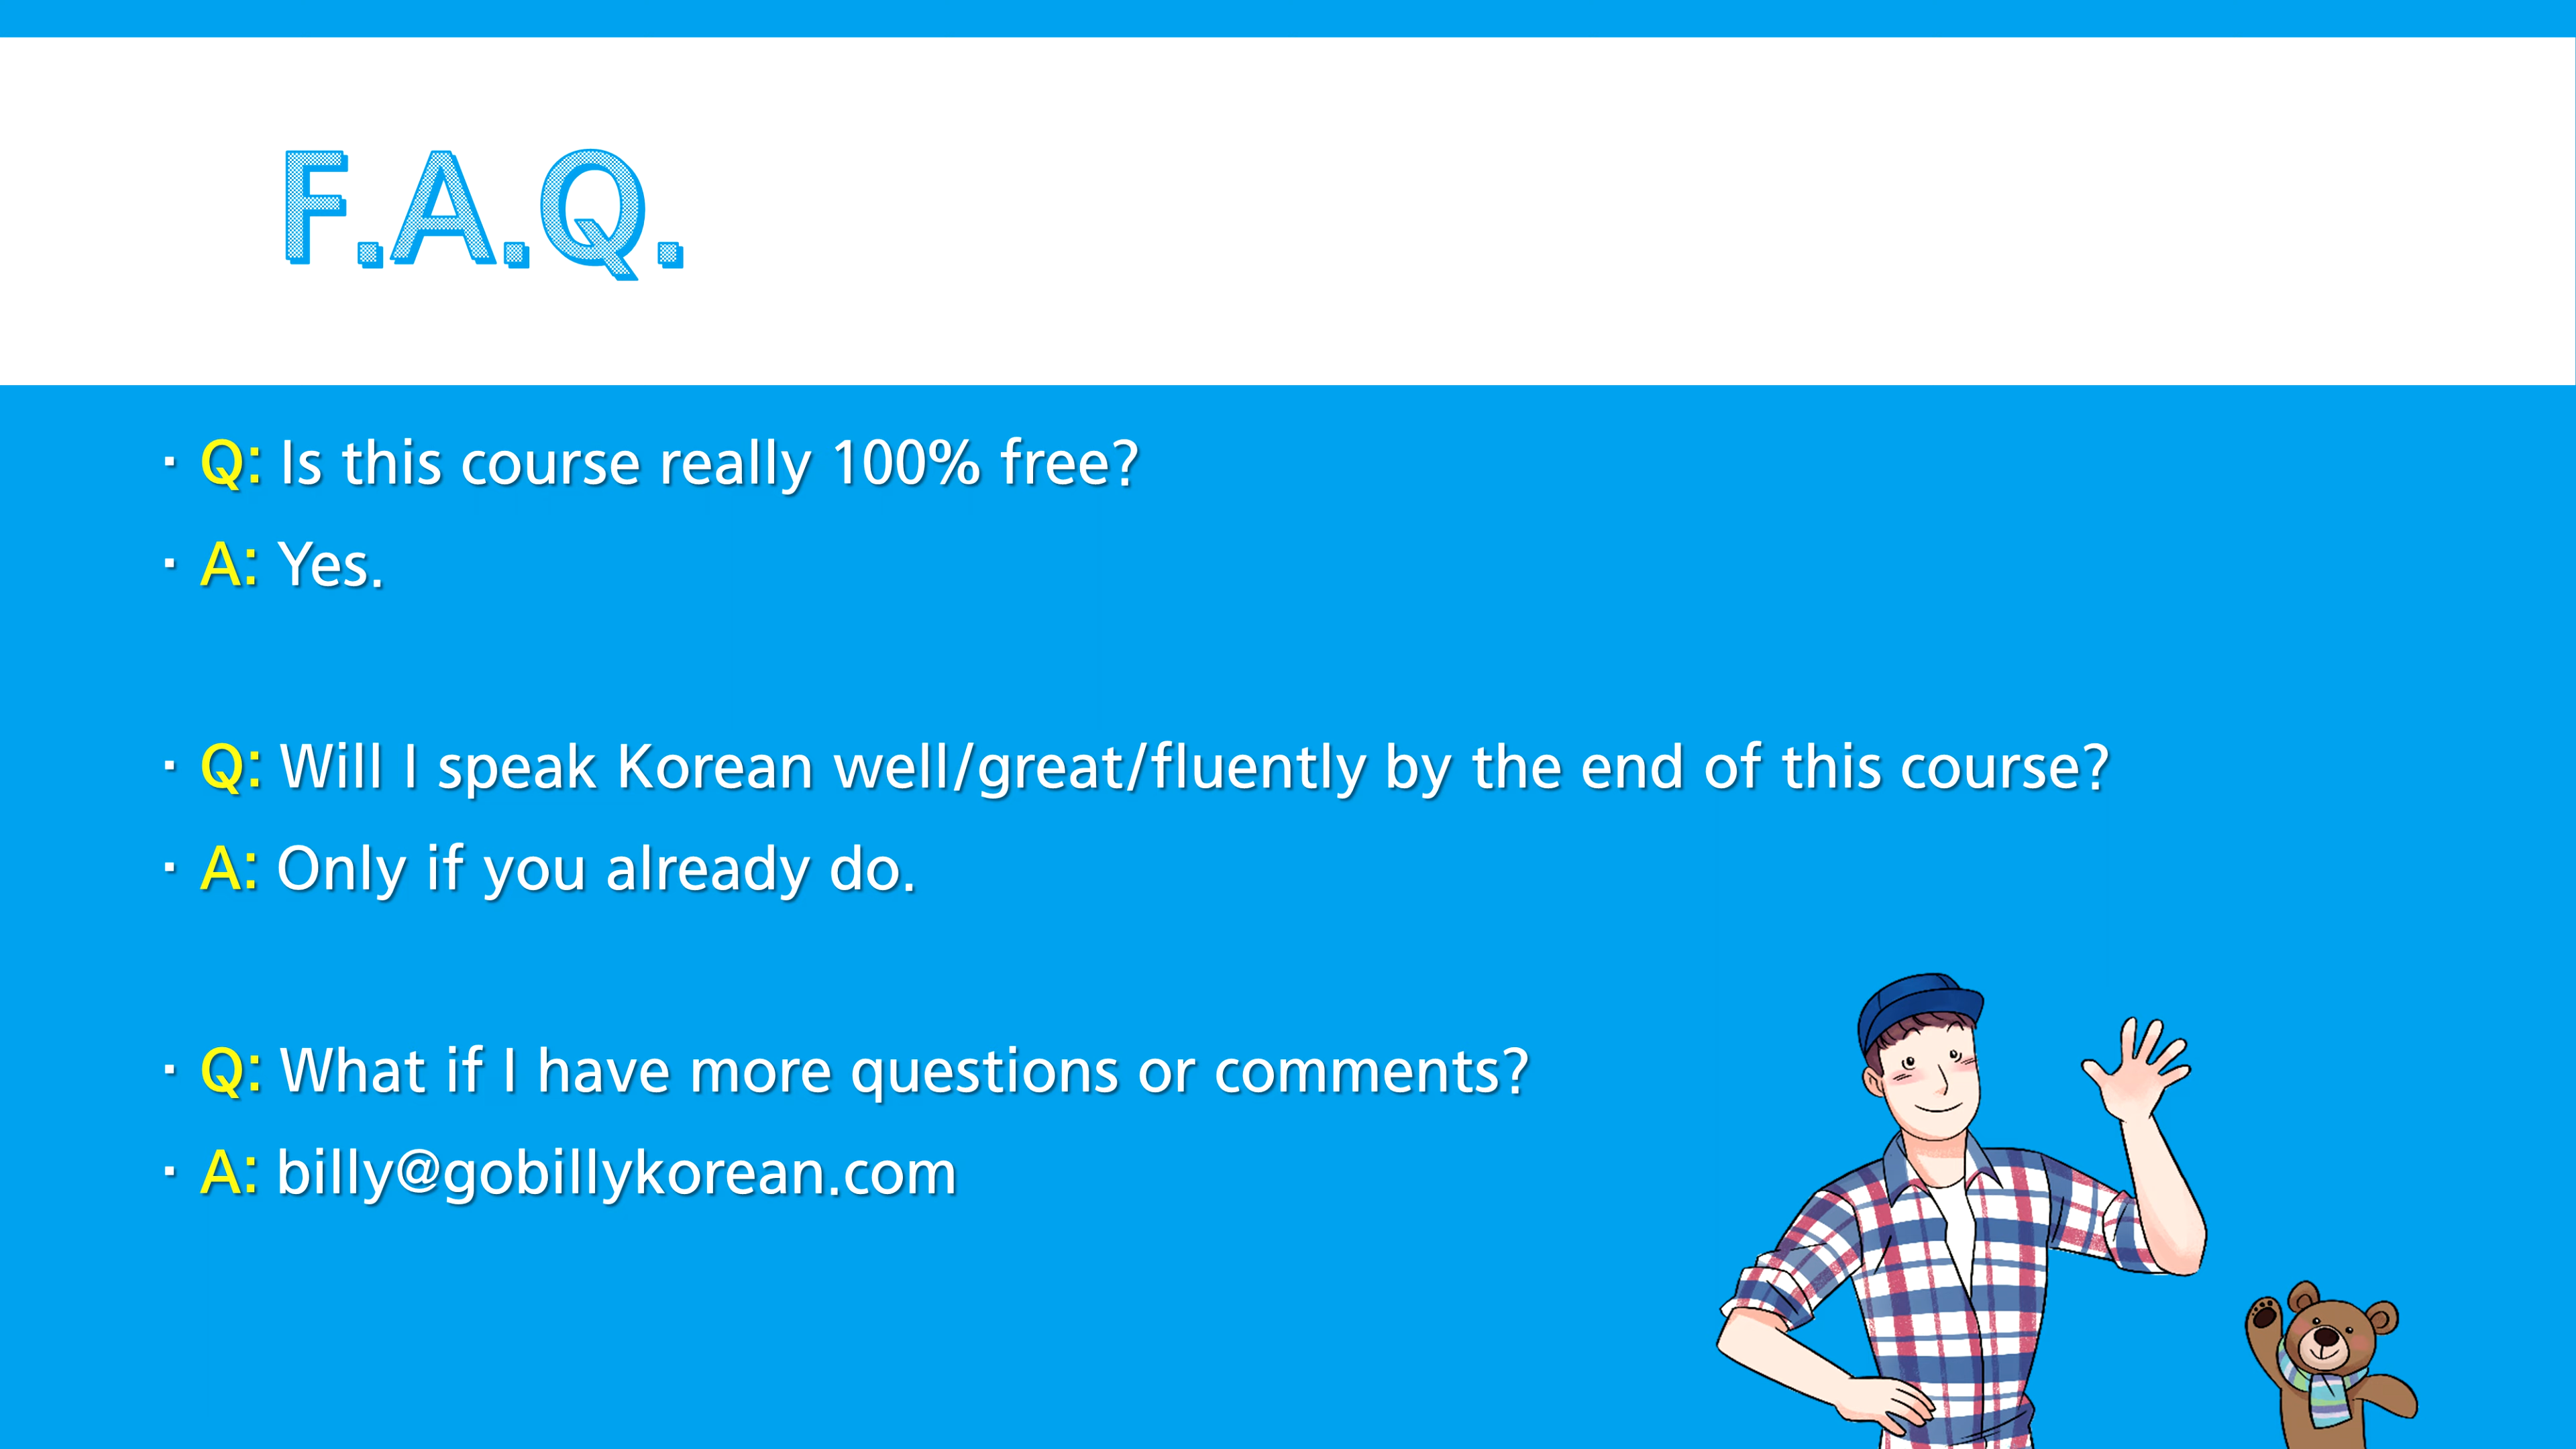 F.A.Q.
▪ Q: Is this course really 100% free?
▪ A: Yes.
▪ Q: Will I speak Korean well/great/fluently by the end of this course?
▪ A: Only if you already do.
▪ Q: What if I have more questions or comments?
▪ A: billy@gobillykorean.com